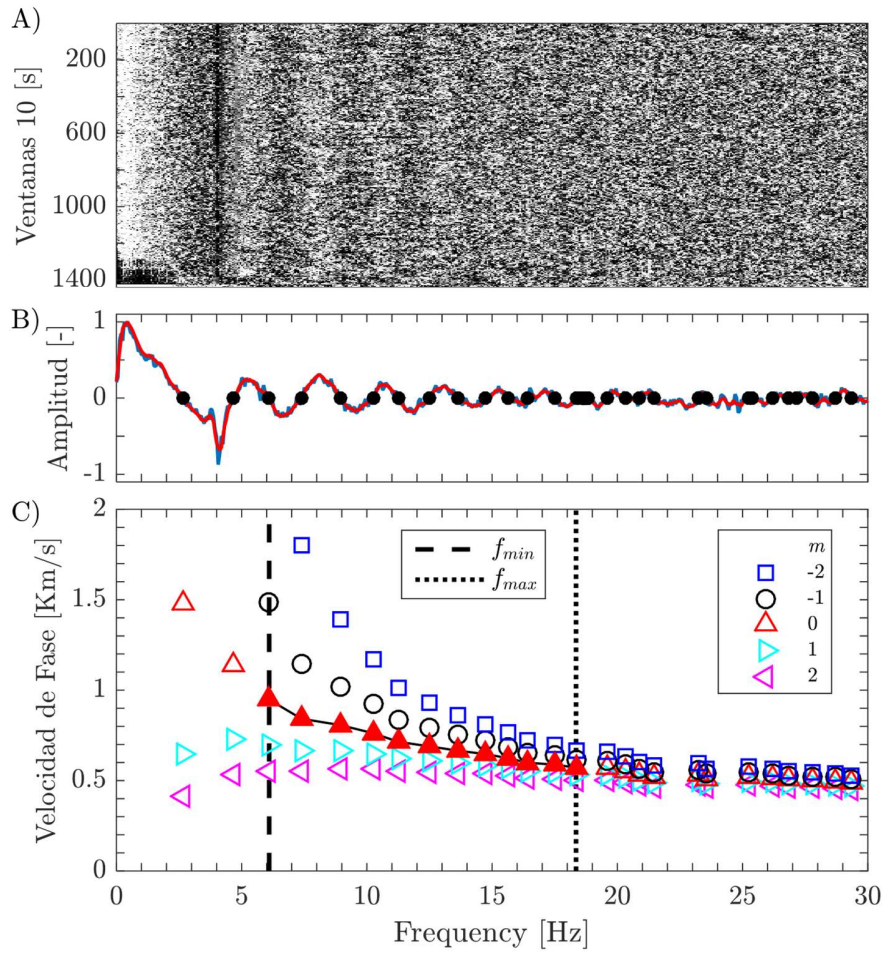 A)
Ventanas 10 [s]
200
600
1000
1400
B)
Amplitud [-]
1
0
-1
C)
Velocidad de Fase [Km/s]
2
1.5
1
0.5
0
f_min
f_max
m
-2
-1
0
1
2
0 5 10 15 20 25 30
Frequency [Hz]